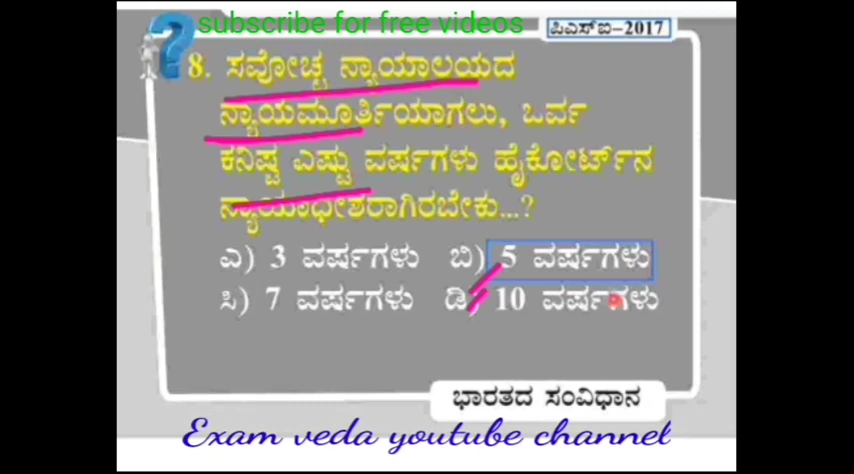 subscribe for free videos
ಪಿಎಸ್ಐ–2017
?
8. ಸರ್ವೋಚ್ಚ ನ್ಯಾಯಾಲಯದ
ನ್ಯಾಯಮೂರ್ತಿಯಾಗಲು, ಒರ್ವ
ಕನಿಷ್ಟ ಎಷ್ಟು ವರ್ಷಗಳು ಹೈಕೋರ್ಟ್‌ನ
ನ್ಯಾಯಾಧೀಶರಾಗಿರಬೇಕು...?
ಎ) 3 ವರ್ಷಗಳು ಬಿ) 5 ವರ್ಷಗಳು
ಸಿ) 7 ವರ್ಷಗಳು ಡಿ) 10 ವರ್ಷಗಳು
ಭಾರತದ ಸಂವಿಧಾನ
Exam veda youtube channel